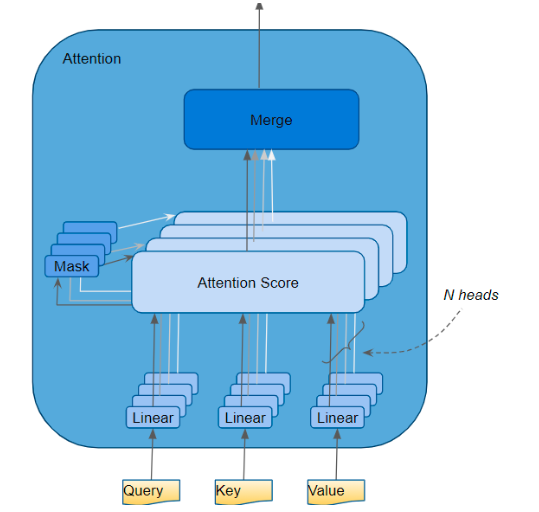 Attention
Merge
Mask
Attention Score
N heads
Linear
Linear
Linear
Query
Key
Value